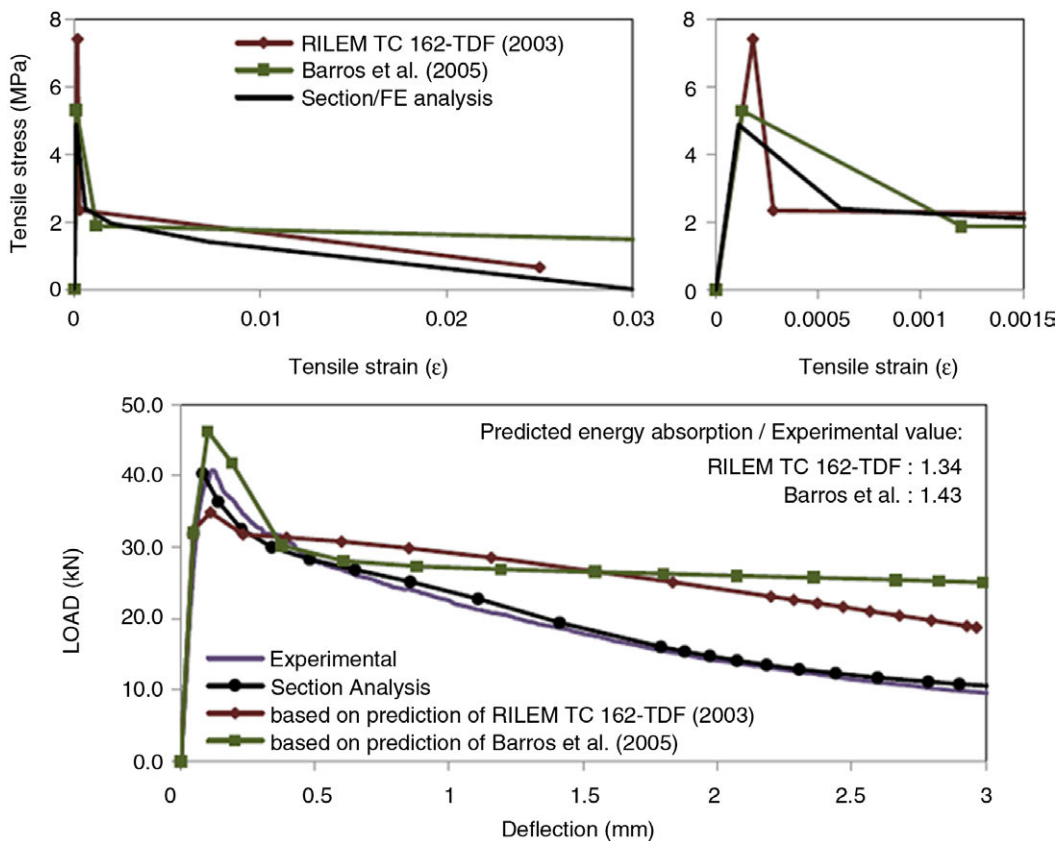 8
6
4
2
0
Tensile stress (MPa)
RILEM TC 162-TDF (2003)
Barros et al. (2005)
Section/FE analysis
0 0.01 0.02 0.03
Tensile strain (ε)
8
6
4
2
0
0 0.0005 0.001 0.0015
Tensile strain (ε)
50.0
40.0
30.0
20.0
10.0
0.0
LOAD (kN)
Predicted energy absorption / Experimental value:
RILEM TC 162-TDF : 1.34
Barros et al. : 1.43
Experimental
Section Analysis
based on prediction of RILEM TC 162-TDF (2003)
based on prediction of Barros et al. (2005)
0 0.5 1 1.5 2 2.5 3
Deflection (mm)